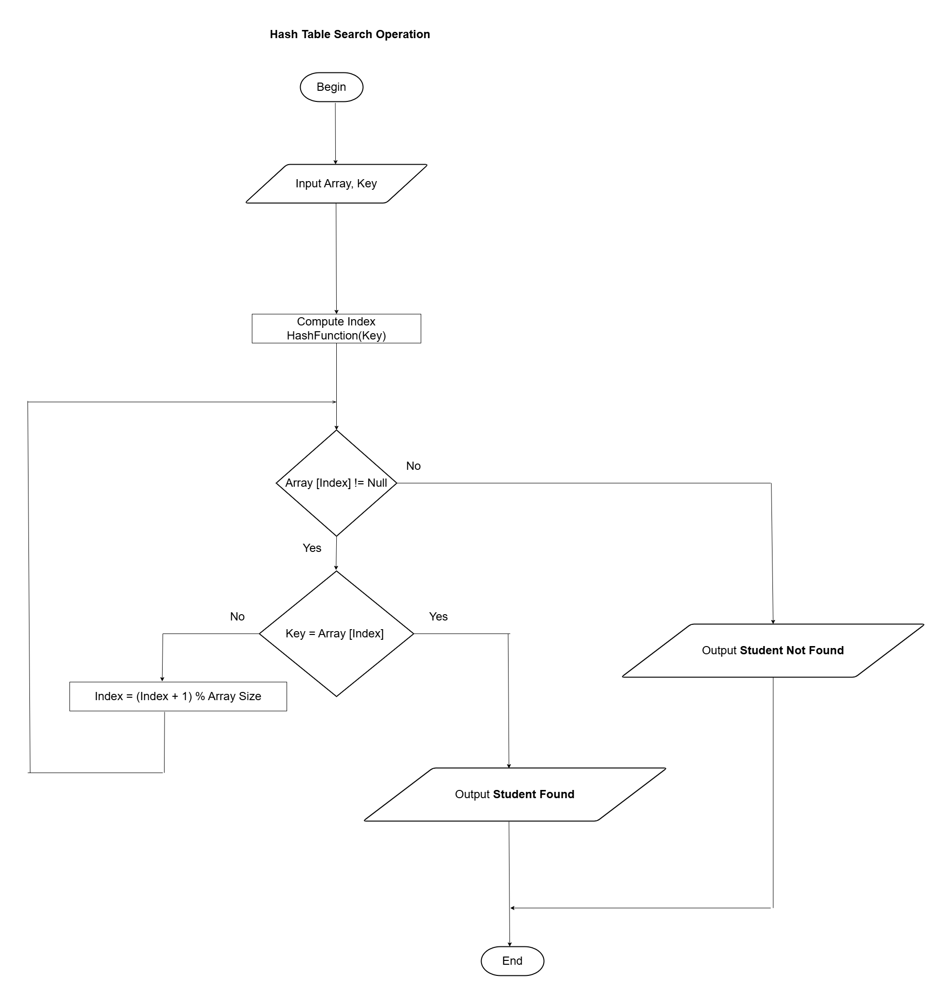 Hash Table Search Operation
Begin
Input Array, Key
Compute Index
HashFunction(Key)
Array [Index] != Null
No
Yes
Key = Array [Index]
No
Yes
Index = (Index + 1) % Array Size
Output Student Not Found
Output Student Found
End